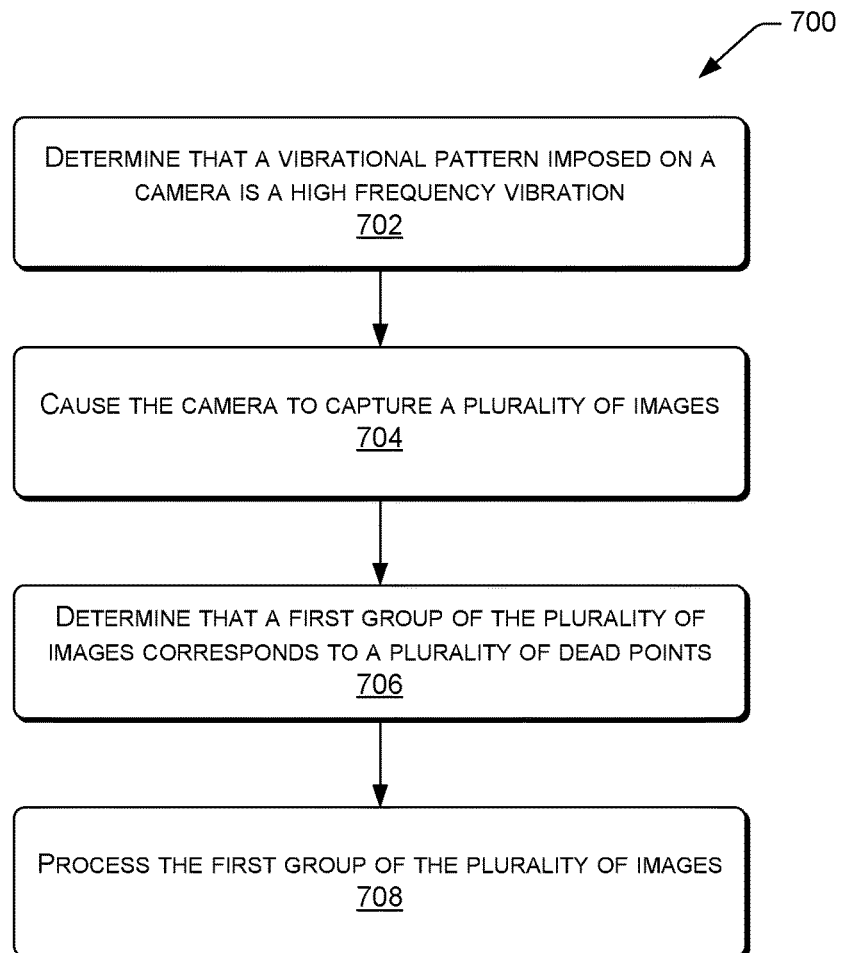 700
DETERMINE THAT A VIBRATIONAL PATTERN IMPOSED ON A
CAMERA IS A HIGH FREQUENCY VIBRATION
702
CAUSE THE CAMERA TO CAPTURE A PLURALITY OF IMAGES
704
DETERMINE THAT A FIRST GROUP OF THE PLURALITY OF
IMAGES CORRESPONDS TO A PLURALITY OF DEAD POINTS
706
PROCESS THE FIRST GROUP OF THE PLURALITY OF IMAGES
708